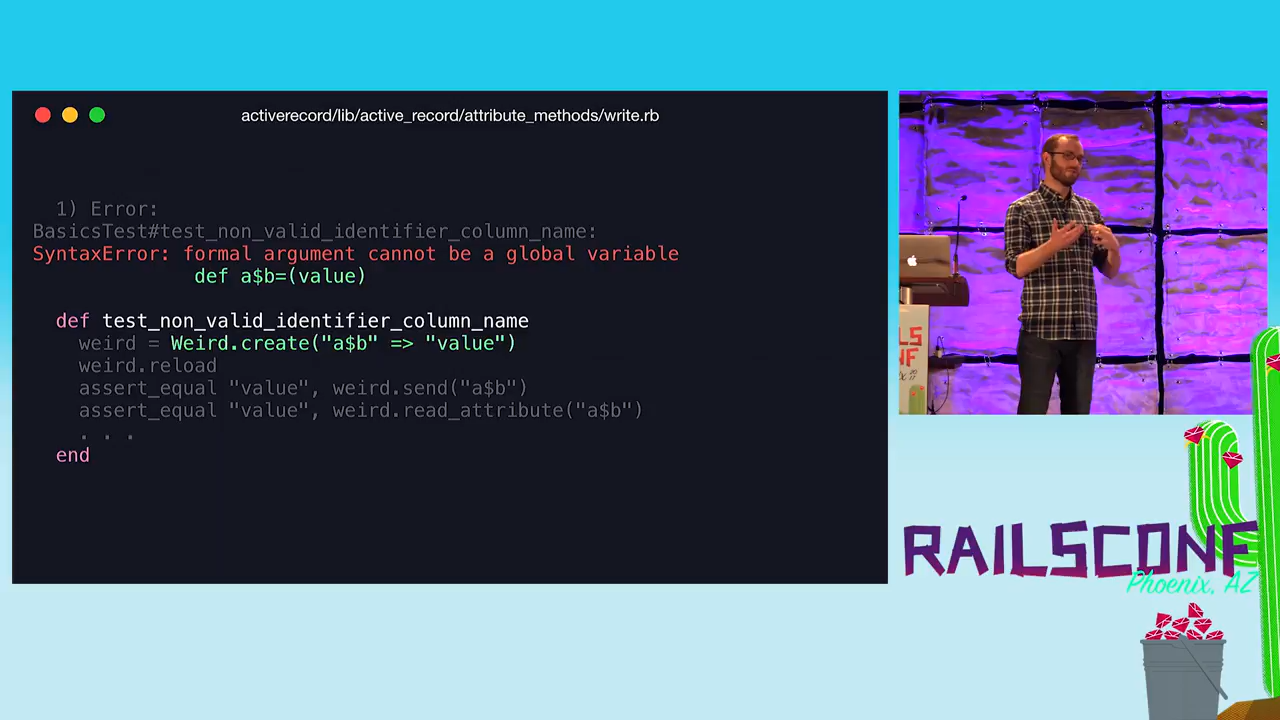 activerecord/lib/active_record/attribute_methods/write.rb
1) Error:
BasicsTest#test_non_valid_identifier_column_name:
SyntaxError: formal argument cannot be a global variable
def a$b=(value)
def test_non_valid_identifier_column_name
weird = Weird.create("a$b" => "value")
weird.reload
assert_equal "value", weird.send("a$b")
assert_equal "value", weird.read_attribute("a$b")
. . .
end
RAILSCONF
Phoenix, AZ